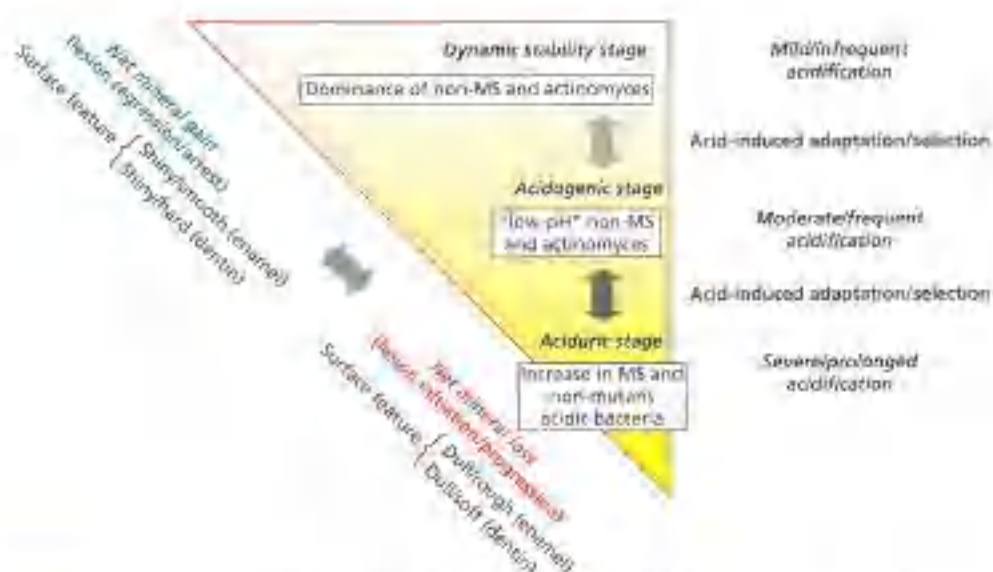 Dynamic stability stage
Dominance of non-MS and actinomyces
Acidogenic stage
"low-pH" non-MS
and actinomyces
Aciduric stage
Increase in MS and
non-mutans
acidic bacteria
Mild/infrequent
acidification
Acid-induced adaptation/selection
Moderate/frequent
acidification
Acid-induced adaptation/selection
Severe/prolonged
acidification
Net mineral gain
(lesion regression/arrest)
Surface feature
Shiny/smooth (enamel)
Shiny/hard (dentin)
Net mineral loss
(lesion initiation/progression)
Surface feature
Dull/rough (enamel)
Dull/soft (dentin)